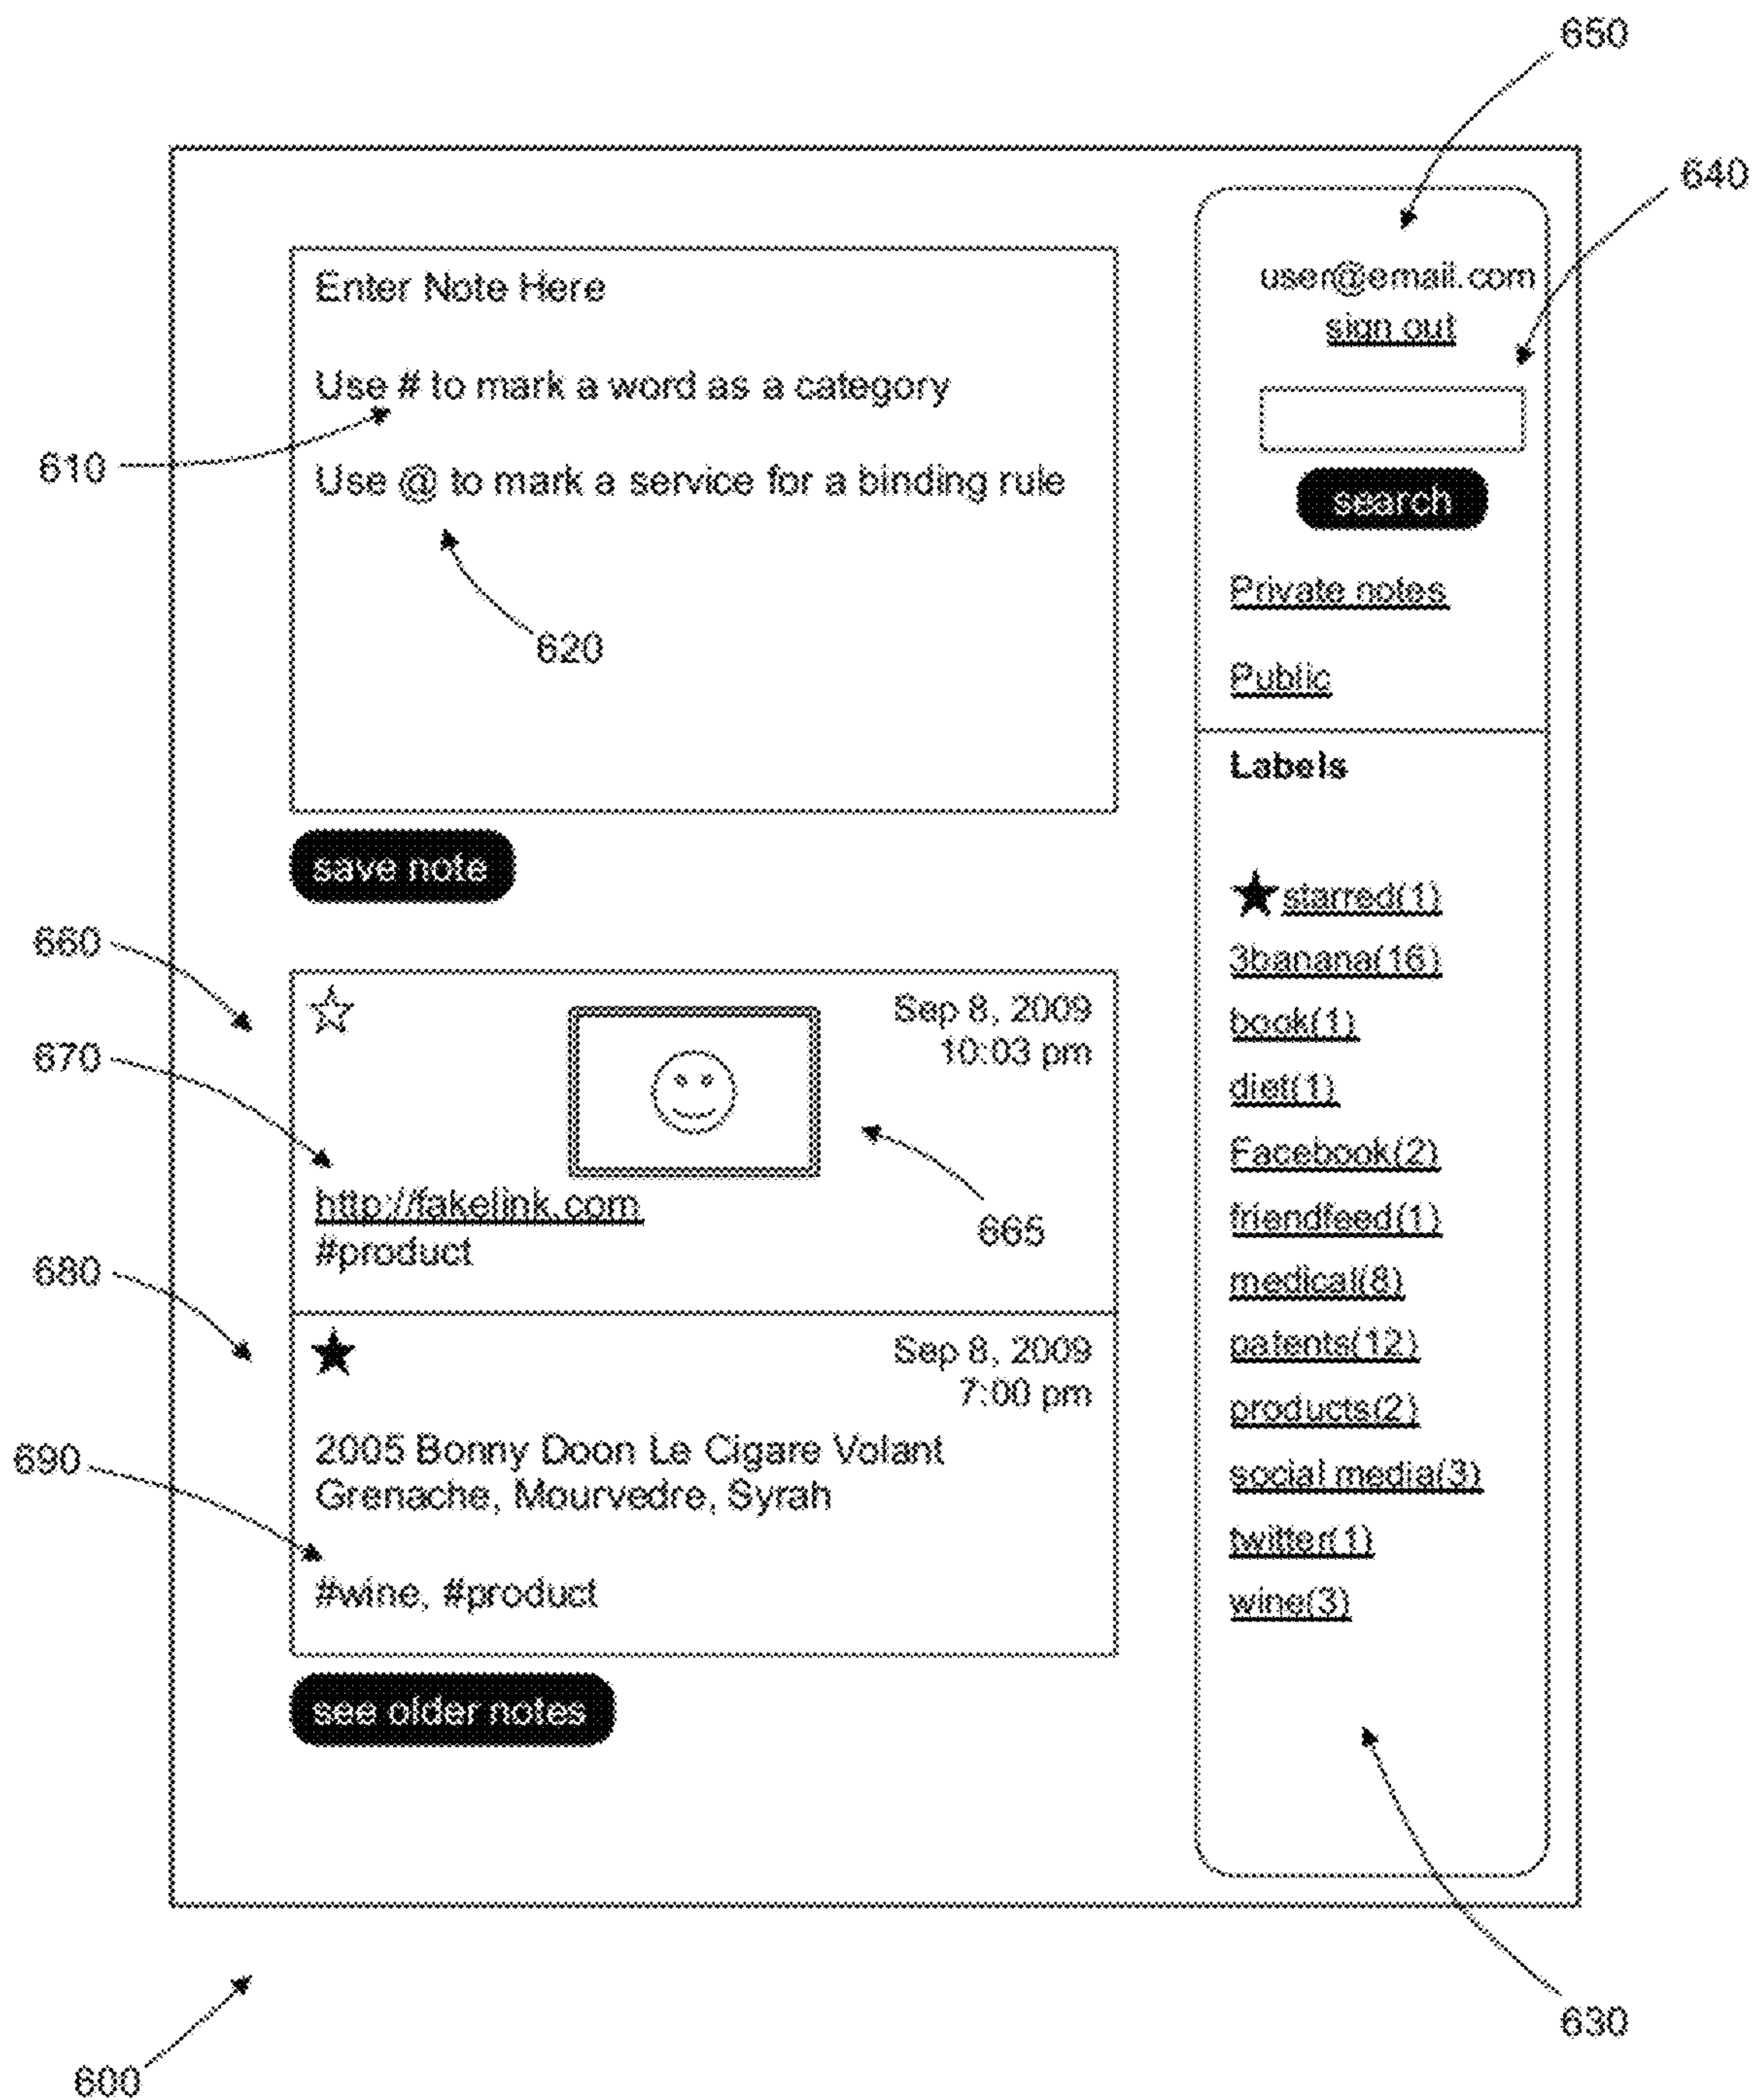 650
640
Enter Note Here
Use # to mark a word as a category
610
Use @ to mark a service for a binding rule
620
save note
user@email.com
sign out
search
Private notes
Public
Labels
starred(1)
3banana(16)
book(1)
diet(1)
Facebook(2)
friendfeed(1)
medical(8)
patents(12)
products(2)
social media(3)
twitter(1)
wine(3)
660
Sep 8, 2009
10:03 pm
670
http://fakelink.com
#product
665
680
Sep 8, 2009
7:00 pm
2005 Bonny Doon Le Cigare Volant
Grenache, Mourvedre, Syrah
690
#wine, #product
see older notes
630
600